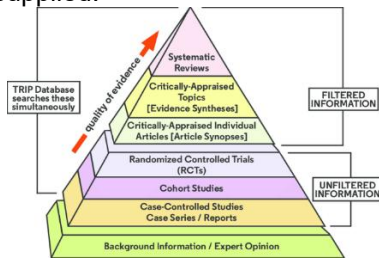 supplied.
Systematic
Reviews
Critically-Appraised
Topics
[Evidence Syntheses]
Critically-Appraised Individual
Articles [Article Synopses]
Randomized Controlled Trials
(RCTs)
Cohort Studies
Case-Controlled Studies
Case Series / Reports
Background Information / Expert Opinion
quality of evidence
TRIP Database
searches these
simultaneously
FILTERED
INFORMATION
UNFILTERED
INFORMATION